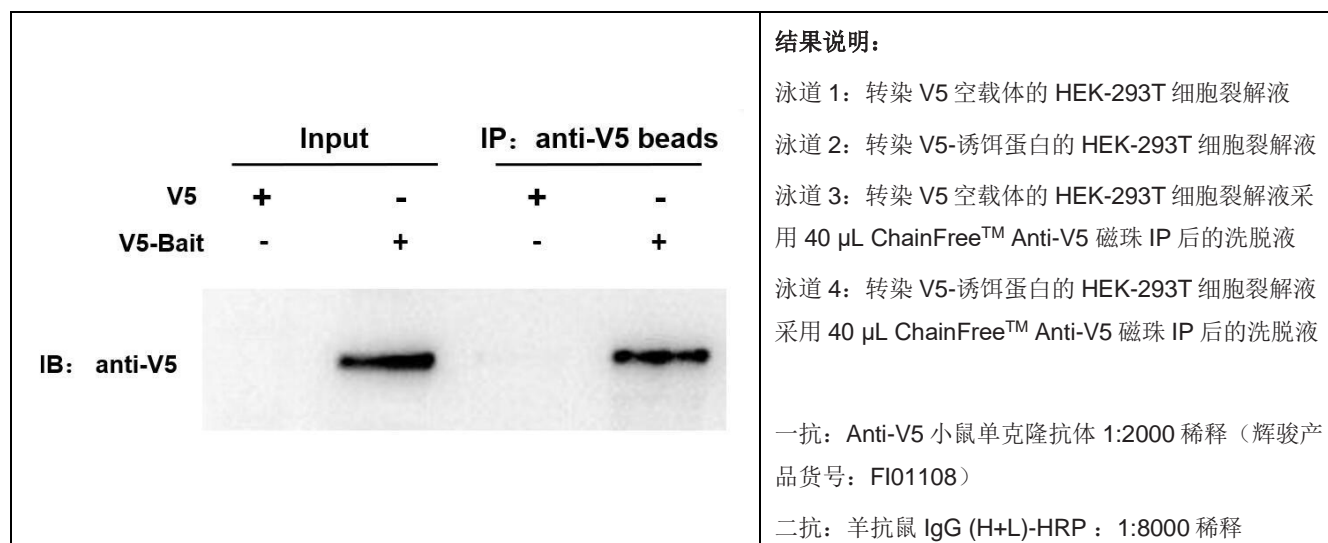 Input IP：anti-V5 beads
V5 + - + -
V5-Bait - + - +
IB： anti-V5
结果说明：
泳道 1：转染 V5 空载体的 HEK-293T 细胞裂解液
泳道 2：转染 V5-诱饵蛋白的 HEK-293T 细胞裂解液
泳道 3：转染 V5 空载体的 HEK-293T 细胞裂解液采
用 40 μL ChainFree™ Anti-V5 磁珠 IP 后的洗脱液
泳道 4：转染 V5-诱饵蛋白的 HEK-293T 细胞裂解液
采用 40 μL ChainFree™ Anti-V5 磁珠 IP 后的洗脱液
一抗：Anti-V5 小鼠单克隆抗体 1:2000 稀释（辉骏产
品货号：FI01108）
二抗：羊抗鼠 IgG (H+L)-HRP ：1:8000 稀释